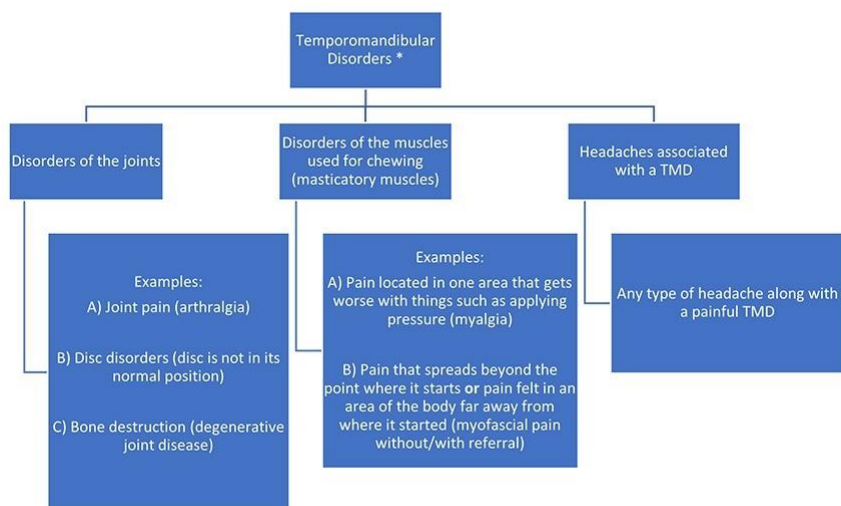 Temporomandibular
Disorders *
Disorders of the joints
Disorders of the muscles
used for chewing
(masticatory muscles)
Headaches associated
with a TMD
Examples:
A) Joint pain (arthralgia)
B) Disc disorders (disc is not in its
normal position)
C) Bone destruction (degenerative
joint disease)
Examples:
A) Pain located in one area that gets
worse with things such as applying
pressure (myalgia)
B) Pain that spreads beyond the
point where it starts or pain felt in an
area of the body far away from
where it started (myofascial pain
without/with referral)
Any type of headache along with
a painful TMD